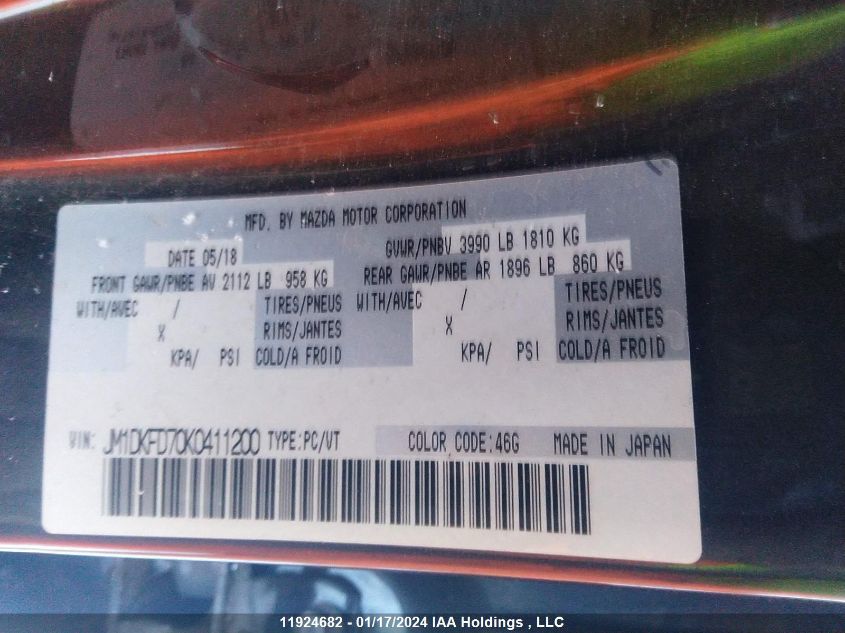 MFD. BY MAZDA MOTOR CORPORATION
DATE 05/18 GVWR/PNBV 3990 LB 1810 KG
FRONT GAWR/PNBE AV 2112 LB 958 KG REAR GAWR/PNBE AR 1896 LB 860 KG
WITH/AVEC / TIRES/PNEUS WITH/AVEC / TIRES/PNEUS
X RIMS/JANTES X RIMS/JANTES
KPA/ PSI COLD/A FROID KPA/ PSI COLD/A FROID
VIN: JM1DKFD70K0411200 TYPE:PC/VT COLOR CODE:46G MADE IN JAPAN
11924682 - 01/17/2024 IAA Holdings , LLC